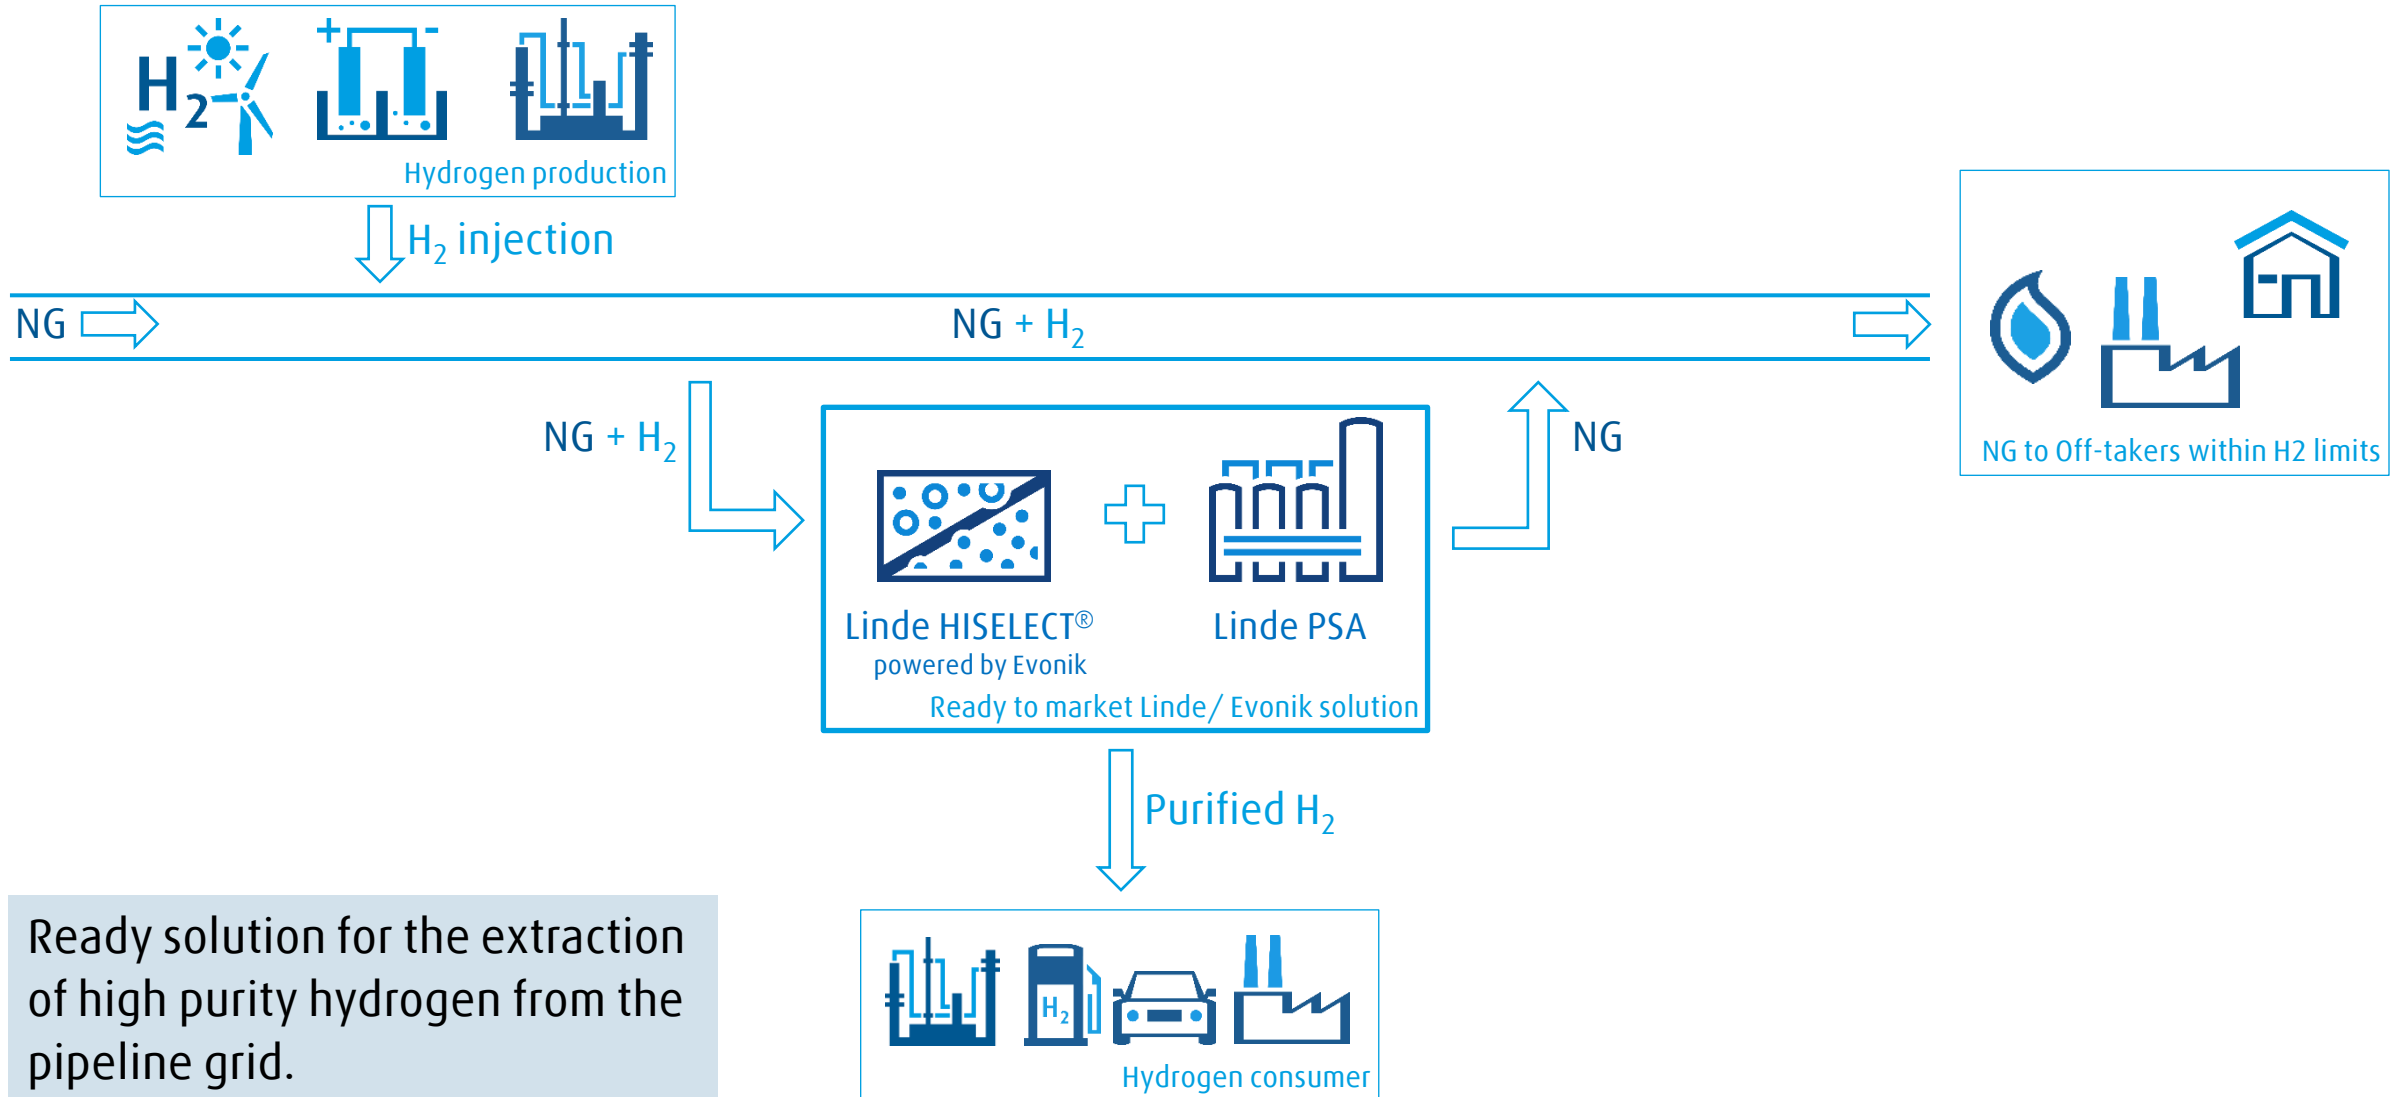 H2
+ -
Hydrogen production
H₂ injection
NG
NG + H₂
NG + H₂
NG
NG to Off-takers within H2 limits
Linde HISELECT®
powered by Evonik
Linde PSA
Ready to market Linde/ Evonik solution
Purified H₂
Ready solution for the extraction
of high purity hydrogen from the
pipeline grid.
H₂
Hydrogen consumer